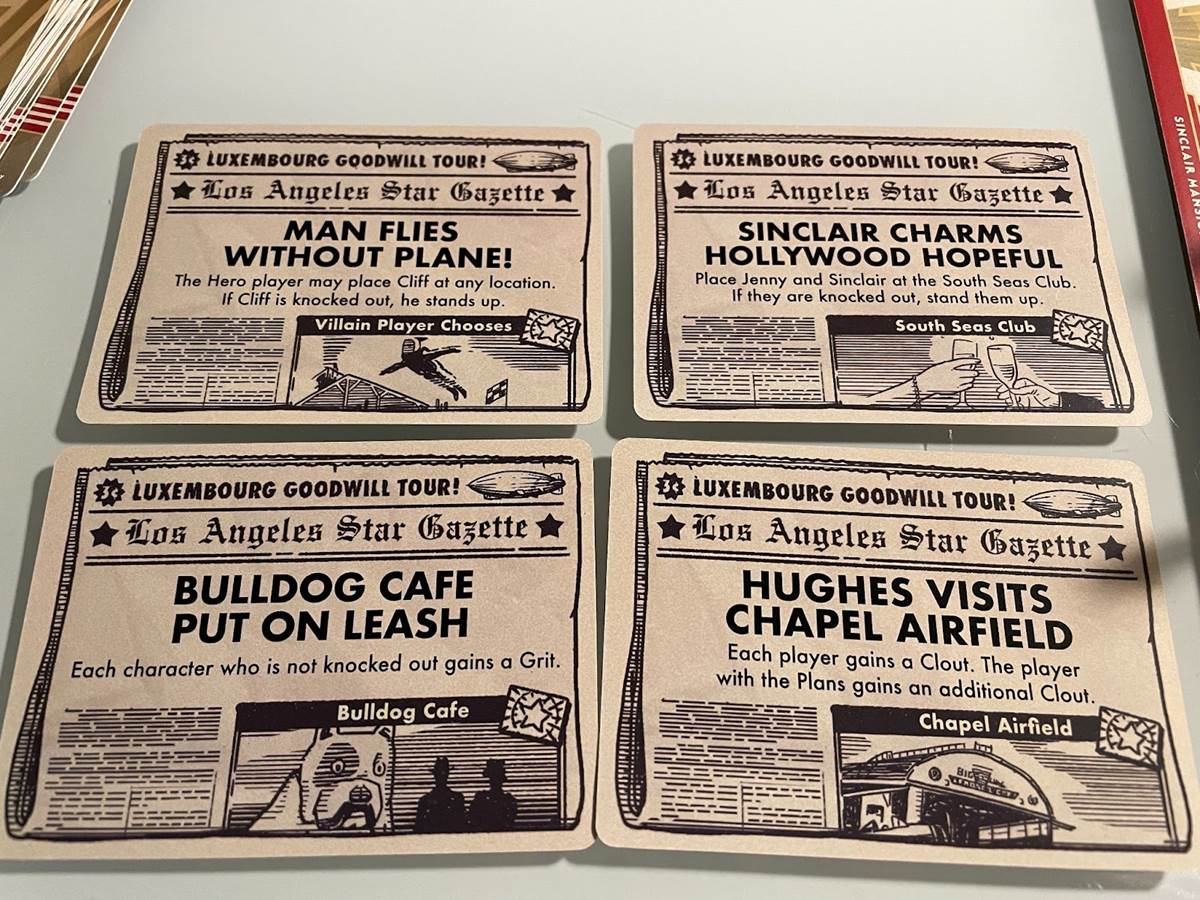 LUXEMBOURG GOODWILL TOUR!
Los Angeles Star Gazette
MAN FLIES
WITHOUT PLANE!
The Hero player may place Cliff at any location.
If Cliff is knocked out, he stands up.
Villain Player Chooses
LUXEMBOURG GOODWILL TOUR!
Los Angeles Star Gazette
SINCLAIR CHARMS
HOLLYWOOD HOPEFUL
Place Jenny and Sinclair at the South Seas Club.
If they are knocked out, stand them up.
South Seas Club
LUXEMBOURG GOODWILL TOUR!
Los Angeles Star Gazette
BULLDOG CAFE
PUT ON LEASH
Each character who is not knocked out gains a Grit.
Bulldog Cafe
LUXEMBOURG GOODWILL TOUR!
Los Angeles Star Gazette
HUGHES VISITS
CHAPEL AIRFIELD
Each player gains a Clout. The player
with the Plans gains an additional Clout.
Chapel Airfield
SINCLAIR